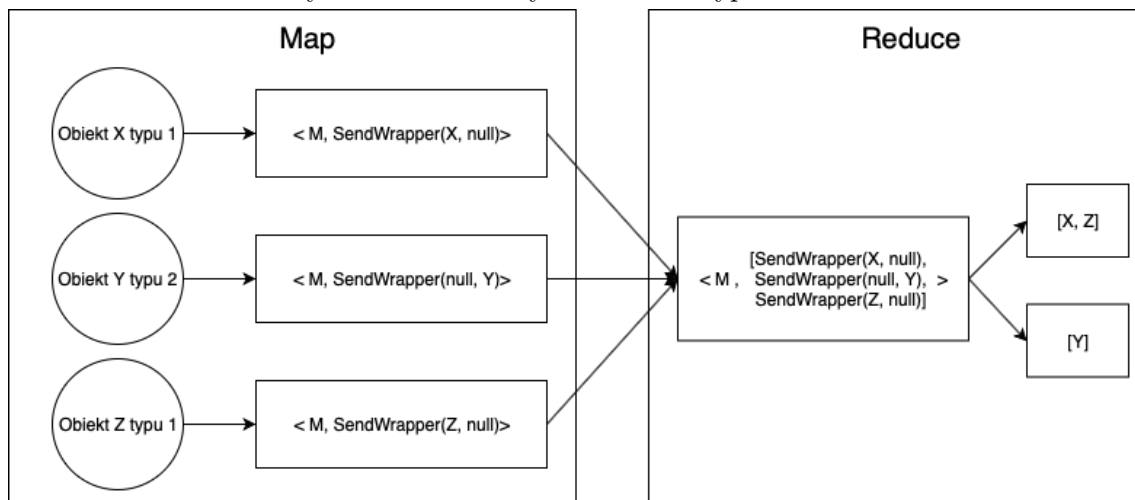 Map
Reduce
Obiekt X typu 1
< M, SendWrapper(X, null)>
Obiekt Y typu 2
< M, SendWrapper(null, Y)>
Obiekt Z typu 1
< M, SendWrapper(Z, null)>
[SendWrapper(X, null),
< M , SendWrapper(null, Y), >
SendWrapper(Z, null)]
[X, Z]
[Y]